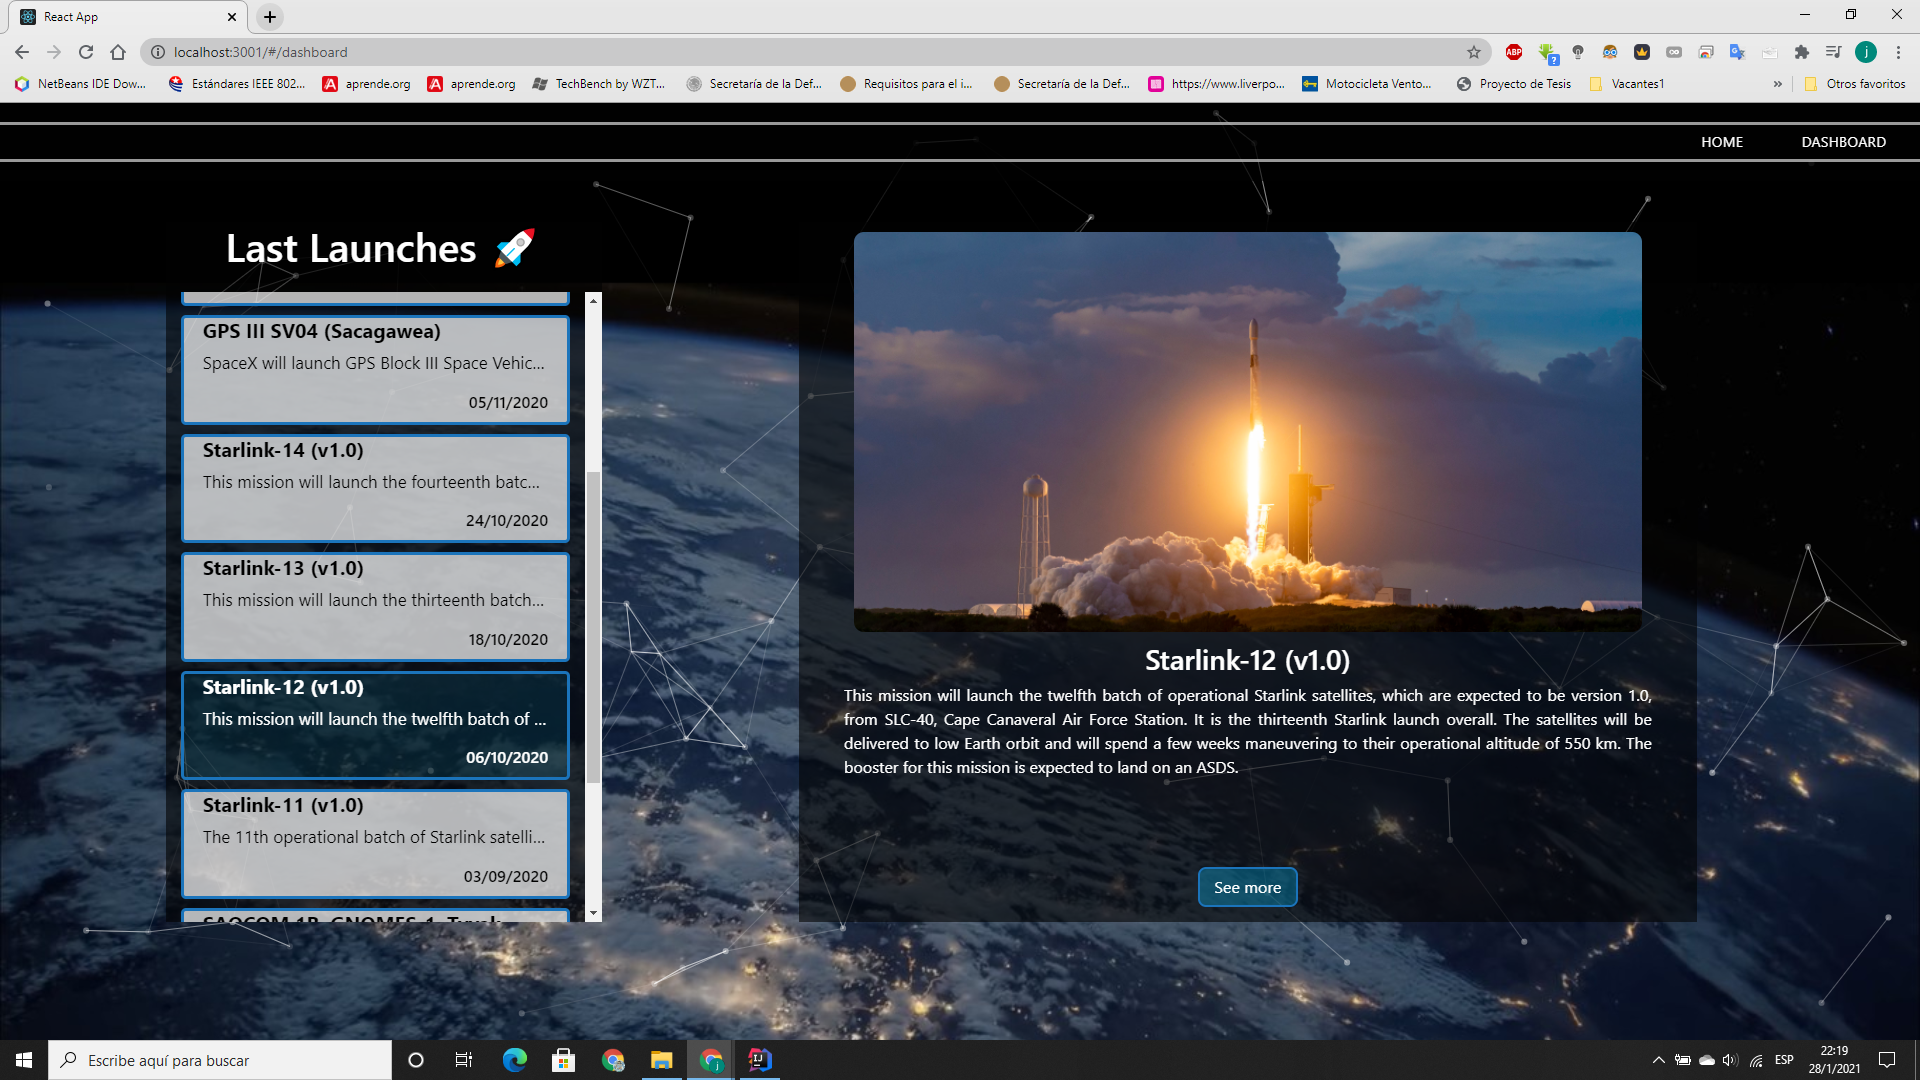 React App
localhost:3001/#/dashboard
ABP
?
j
NetBeans IDE Dow...
Estándares IEEE 802...
aprende.org
aprende.org
TechBench by WZT...
Secretaría de la Def...
Requisitos para el i...
Secretaría de la Def...
https://www.liverpo...
Motocicleta Vento...
Proyecto de Tesis
Vacantes1
»
Otros favoritos
HOME
DASHBOARD
Last Launches 🚀
GPS III SV04 (Sacagawea)
SpaceX will launch GPS Block III Space Vehic...
05/11/2020
Starlink-14 (v1.0)
This mission will launch the fourteenth batc...
24/10/2020
Starlink-13 (v1.0)
This mission will launch the thirteenth batch...
18/10/2020
Starlink-12 (v1.0)
This mission will launch the twelfth batch of ...
06/10/2020
Starlink-11 (v1.0)
The 11th operational batch of Starlink satelli...
03/09/2020
Starlink-12 (v1.0)
This mission will launch the twelfth batch of operational Starlink satellites, which are expected to be version 1.0,
from SLC-40, Cape Canaveral Air Force Station. It is the thirteenth Starlink launch overall. The satellites will be
delivered to low Earth orbit and will spend a few weeks maneuvering to their operational altitude of 550 km. The
booster for this mission is expected to land on an ASDS.
See more
Escribe aquí para buscar
j
IJ
ESP
22:19
28/1/2021